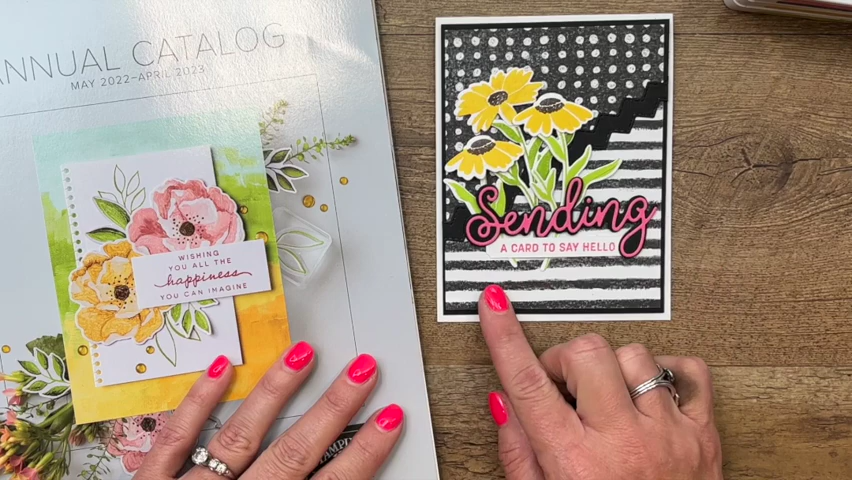 ANNUAL CATALOG
MAY 2022–APRIL 2023
WISHING
YOU ALL THE
happiness
YOU CAN IMAGINE
Sending
A CARD TO SAY HELLO